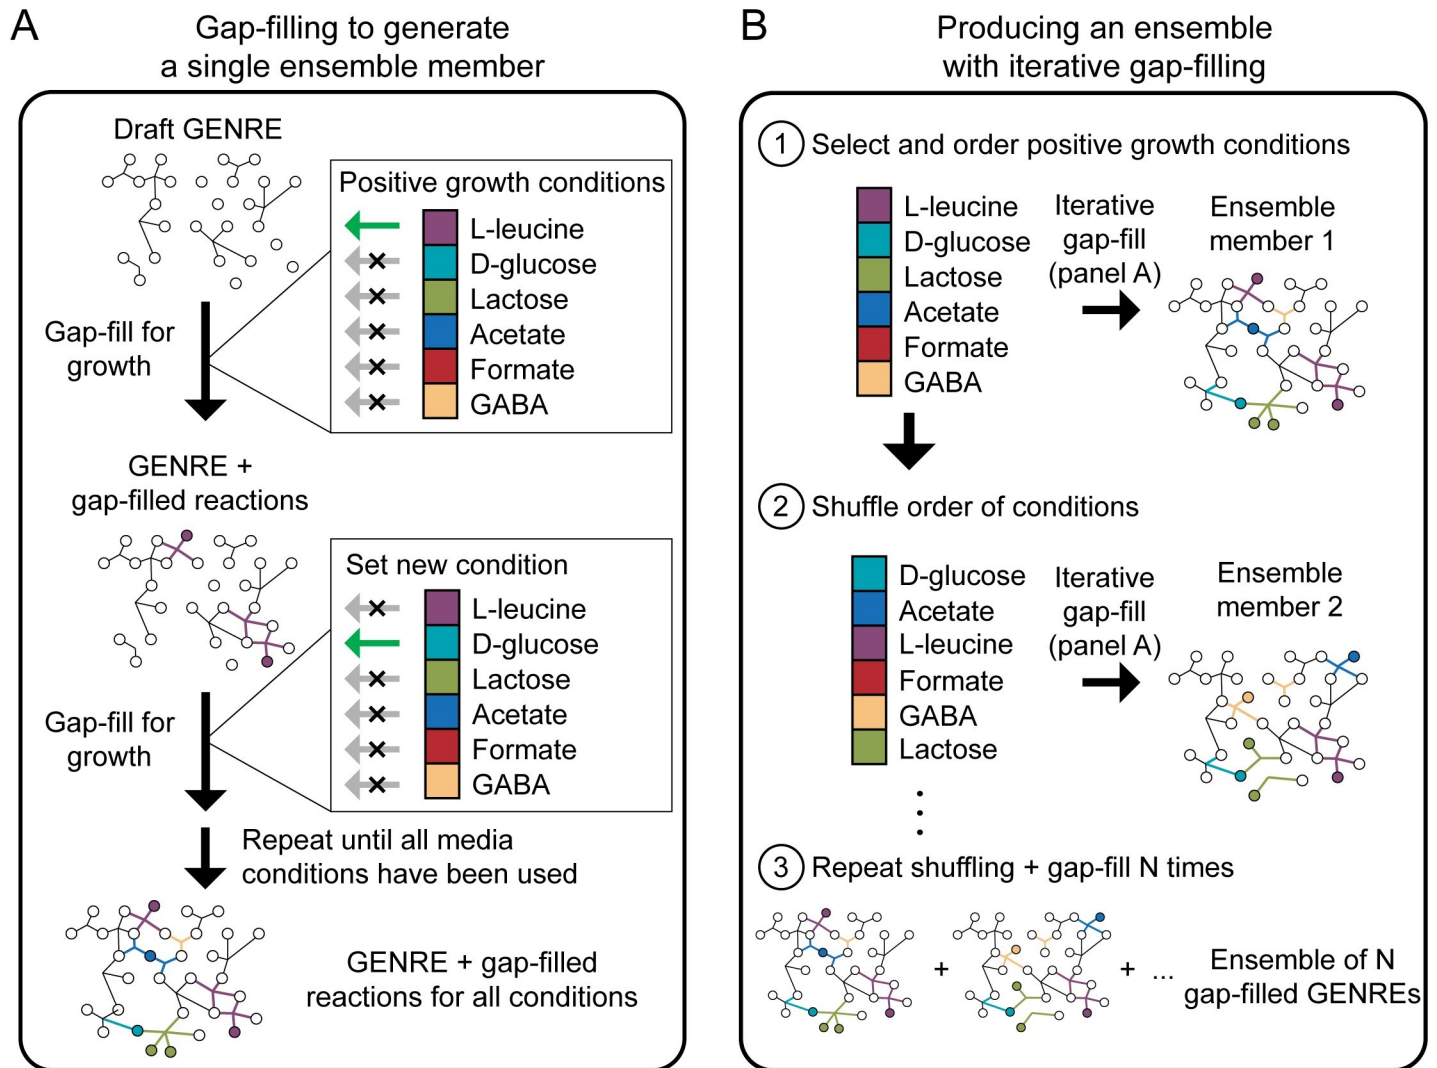 A
Gap-filling to generate
a single ensemble member
Draft GENRE
Positive growth conditions
L-leucine
D-glucose
Lactose
Acetate
Formate
GABA
Gap-fill for
growth
GENRE +
gap-filled reactions
Set new condition
L-leucine
D-glucose
Lactose
Acetate
Formate
GABA
Gap-fill for
growth
Repeat until all media
conditions have been used
GENRE + gap-filled
reactions for all conditions
B
Producing an ensemble
with iterative gap-filling
1 Select and order positive growth conditions
L-leucine
D-glucose
Lactose
Acetate
Formate
GABA
Iterative
gap-fill
(panel A)
Ensemble
member 1
2 Shuffle order of conditions
D-glucose
Acetate
L-leucine
Formate
GABA
Lactose
Iterative
gap-fill
(panel A)
Ensemble
member 2
3 Repeat shuffling + gap-fill N times
+ + ...
Ensemble of N
gap-filled GENREs